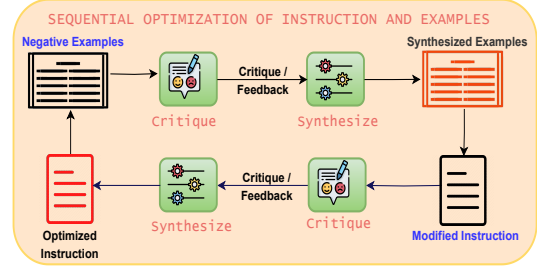 SEQUENTIAL OPTIMIZATION OF INSTRUCTION AND EXAMPLES
Negative Examples
Synthesized Examples
Critique /
Feedback
Critique
Synthesize
Critique /
Feedback
Synthesize
Critique
Optimized
Instruction
Modified Instruction